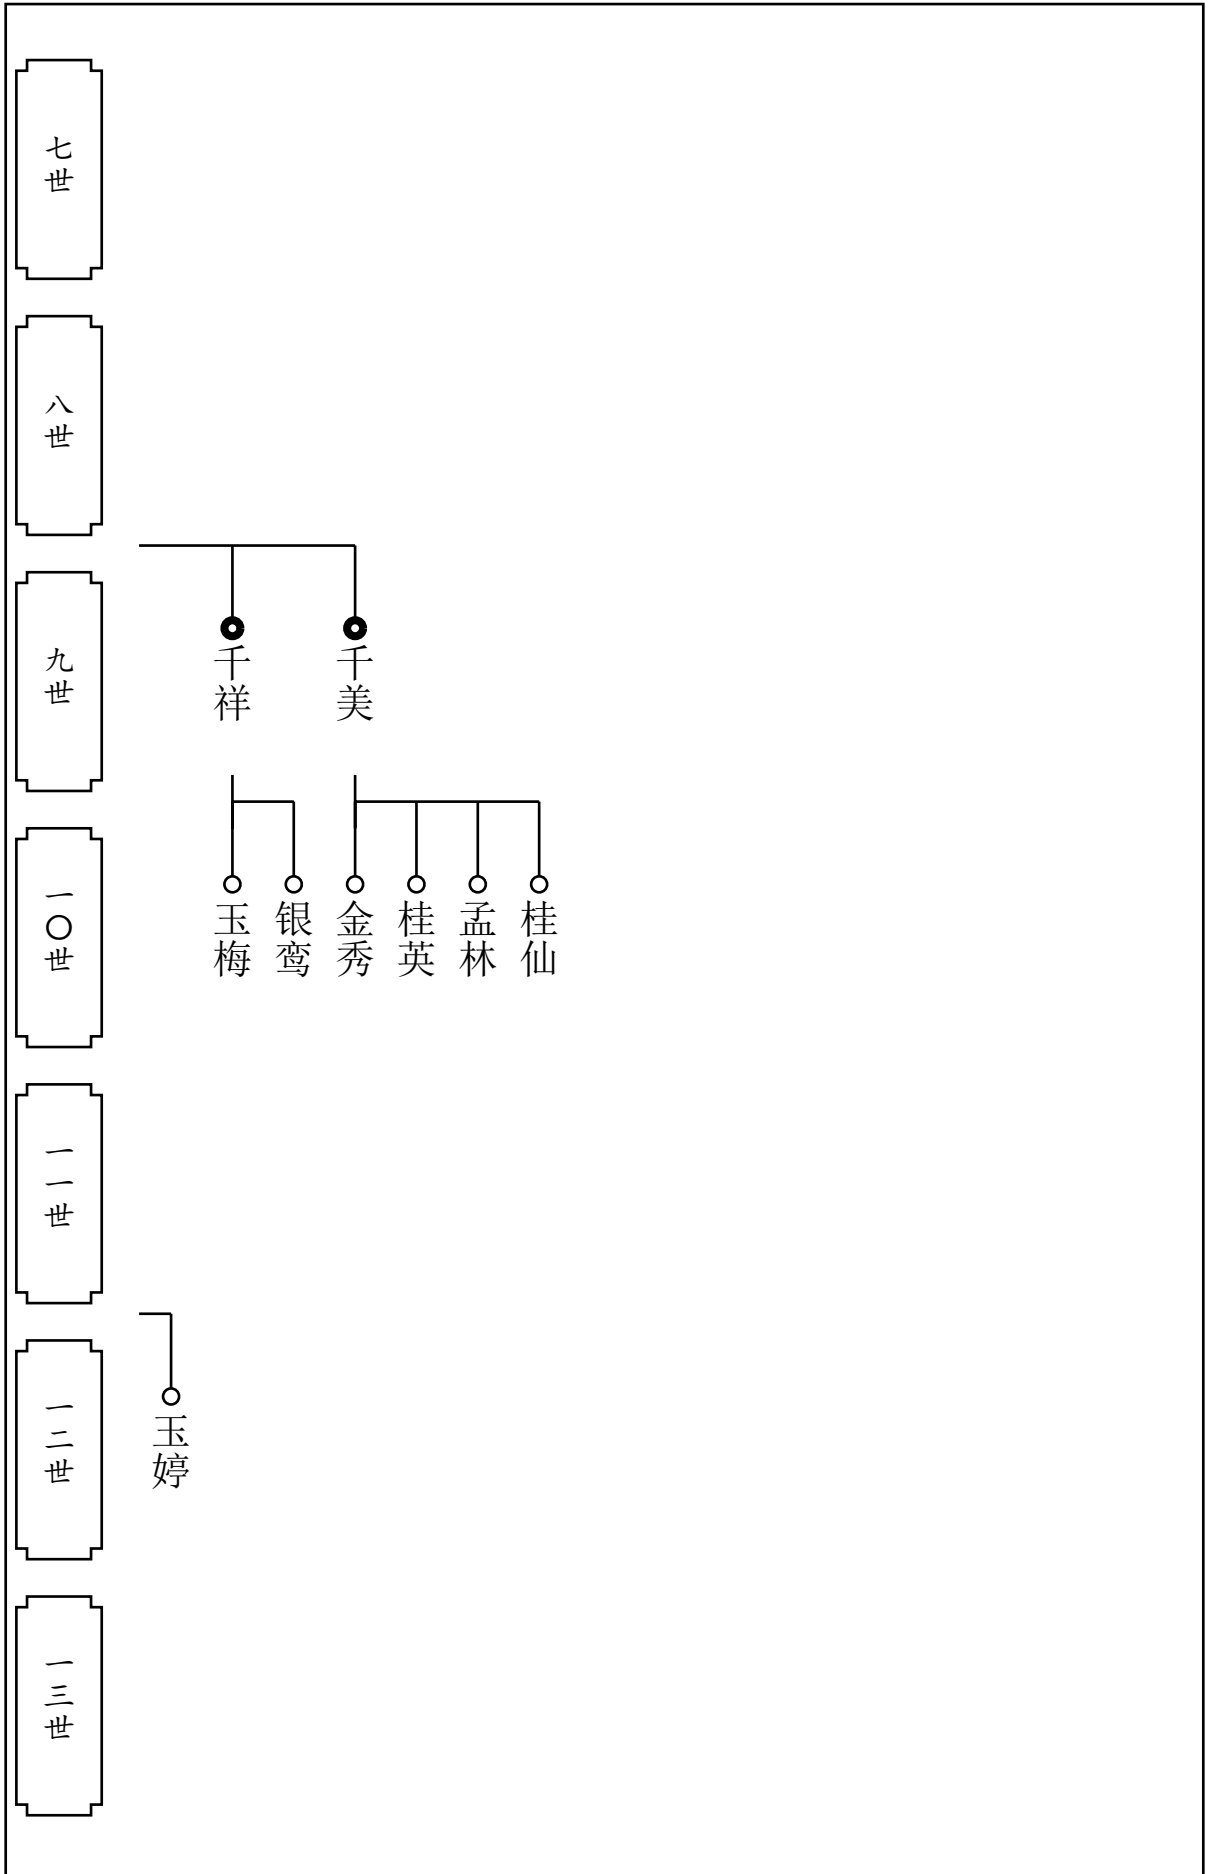 七世
八世
九世
千祥
千美
一〇世
玉梅
银鸾
金秀
桂英
孟林
桂仙
一一世
一二世
玉婷
一三世